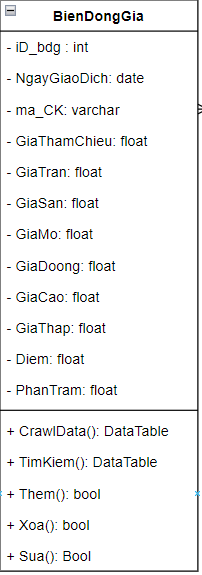 BienDongGia
- iD_bdg : int
- NgayGiaoDich: date
- ma_CK: varchar
- GiaThamChieu: float
- GiaTran: float
- GiaSan: float
- GiaMo: float
- GiaDoong: float
- GiaCao: float
- GiaThap: float
- Diem: float
- PhanTram: float
+ CrawlData(): DataTable
+ TimKiem(): DataTable
+ Them(): bool
+ Xoa(): bool
+ Sua(): Bool